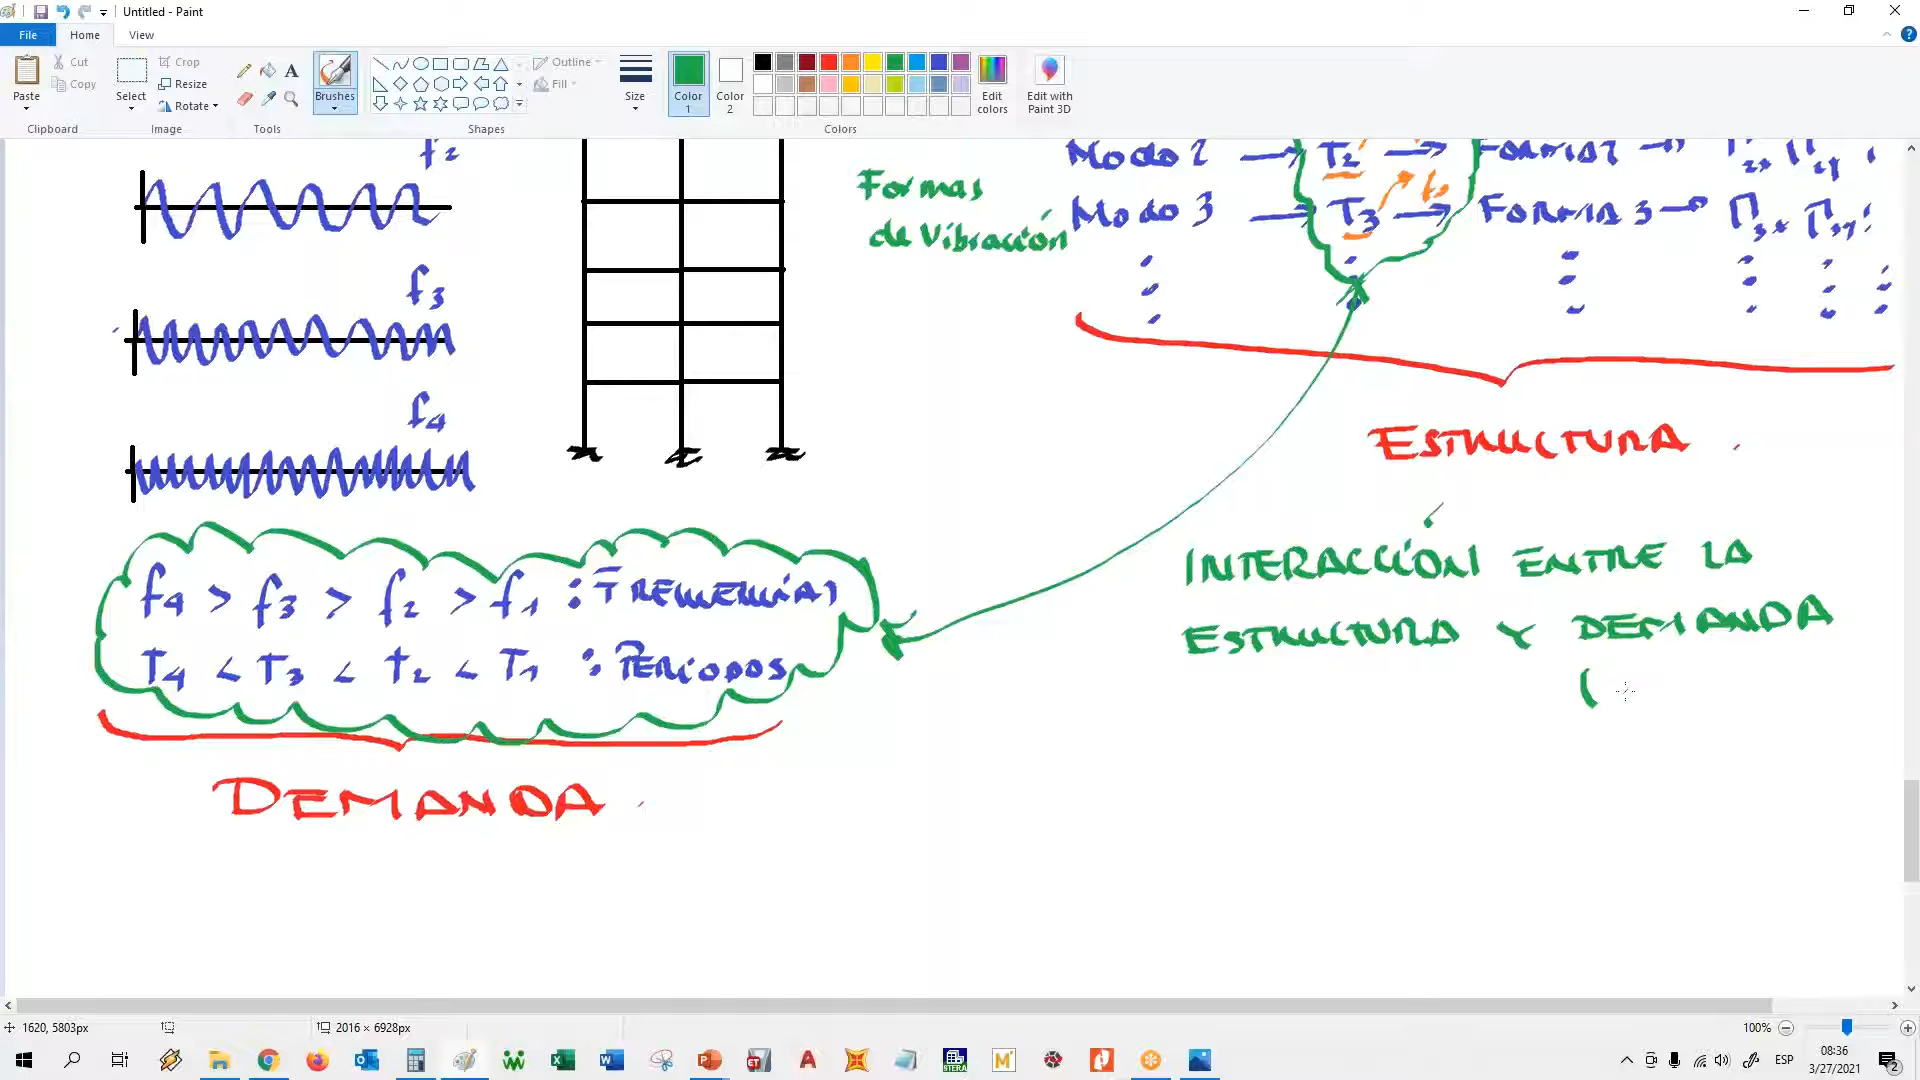 Untitled - Paint
File
Home
View
Paste
Cut
Copy
Clipboard
Select
Crop
Resize
Rotate
Image
Tools
Brushes
Shapes
Outline
Fill
Size
Color 1
Color 2
Colors
Edit colors
Edit with Paint 3D
f2
f3
f4
Formas
de Vibración
Modo 2 → T2 → FORMA 2 →
Modo 3 → T3 → FORMA 3 →
ESTRUCTURA
INTERACCIÓN ENTRE LA
ESTRUCTURA Y DEMANDA
(
f4 > f3 > f2 > f1 :
T4 < T3 < T2 < T1 : PERIODOS
DEMANDA
1620, 5803px
2016 × 6928px
100%
ESP
08:36
3/27/2021